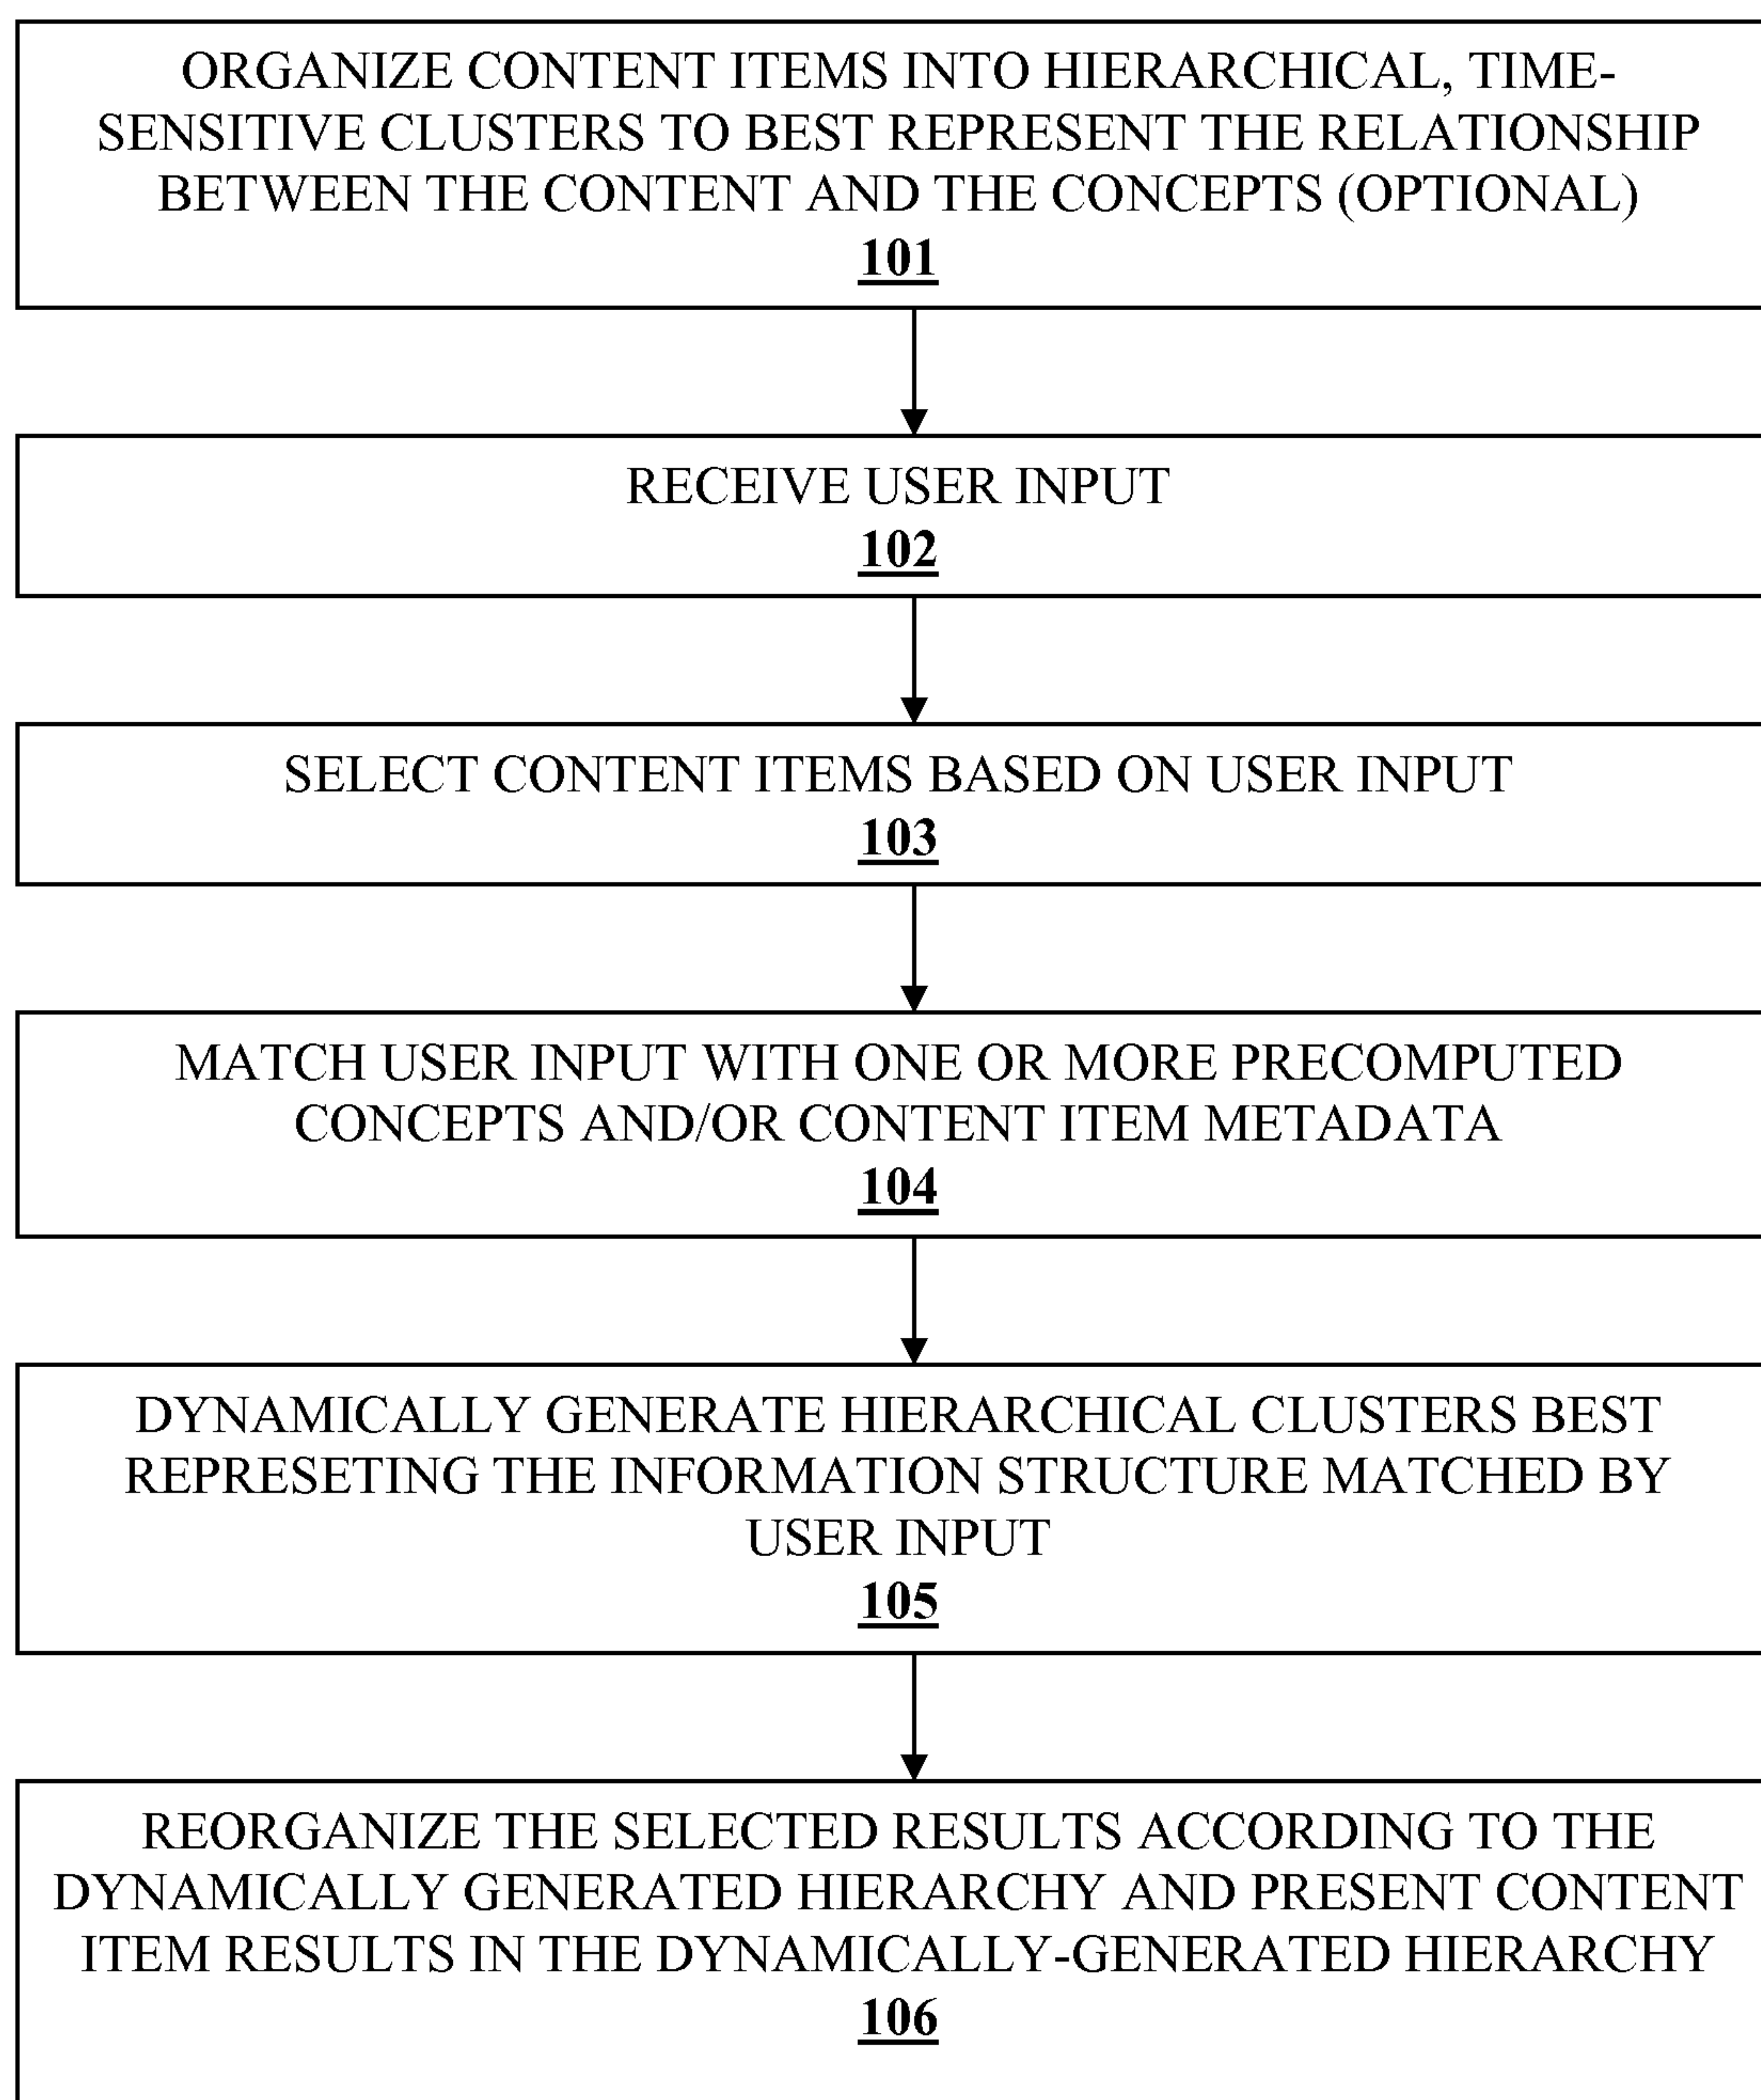 ORGANIZE CONTENT ITEMS INTO HIERARCHICAL, TIME-
SENSITIVE CLUSTERS TO BEST REPRESENT THE RELATIONSHIP
BETWEEN THE CONTENT AND THE CONCEPTS (OPTIONAL)
101
RECEIVE USER INPUT
102
SELECT CONTENT ITEMS BASED ON USER INPUT
103
MATCH USER INPUT WITH ONE OR MORE PRECOMPUTED
CONCEPTS AND/OR CONTENT ITEM METADATA
104
DYNAMICALLY GENERATE HIERARCHICAL CLUSTERS BEST
REPRESETING THE INFORMATION STRUCTURE MATCHED BY
USER INPUT
105
REORGANIZE THE SELECTED RESULTS ACCORDING TO THE
DYNAMICALLY GENERATED HIERARCHY AND PRESENT CONTENT
ITEM RESULTS IN THE DYNAMICALLY-GENERATED HIERARCHY
106